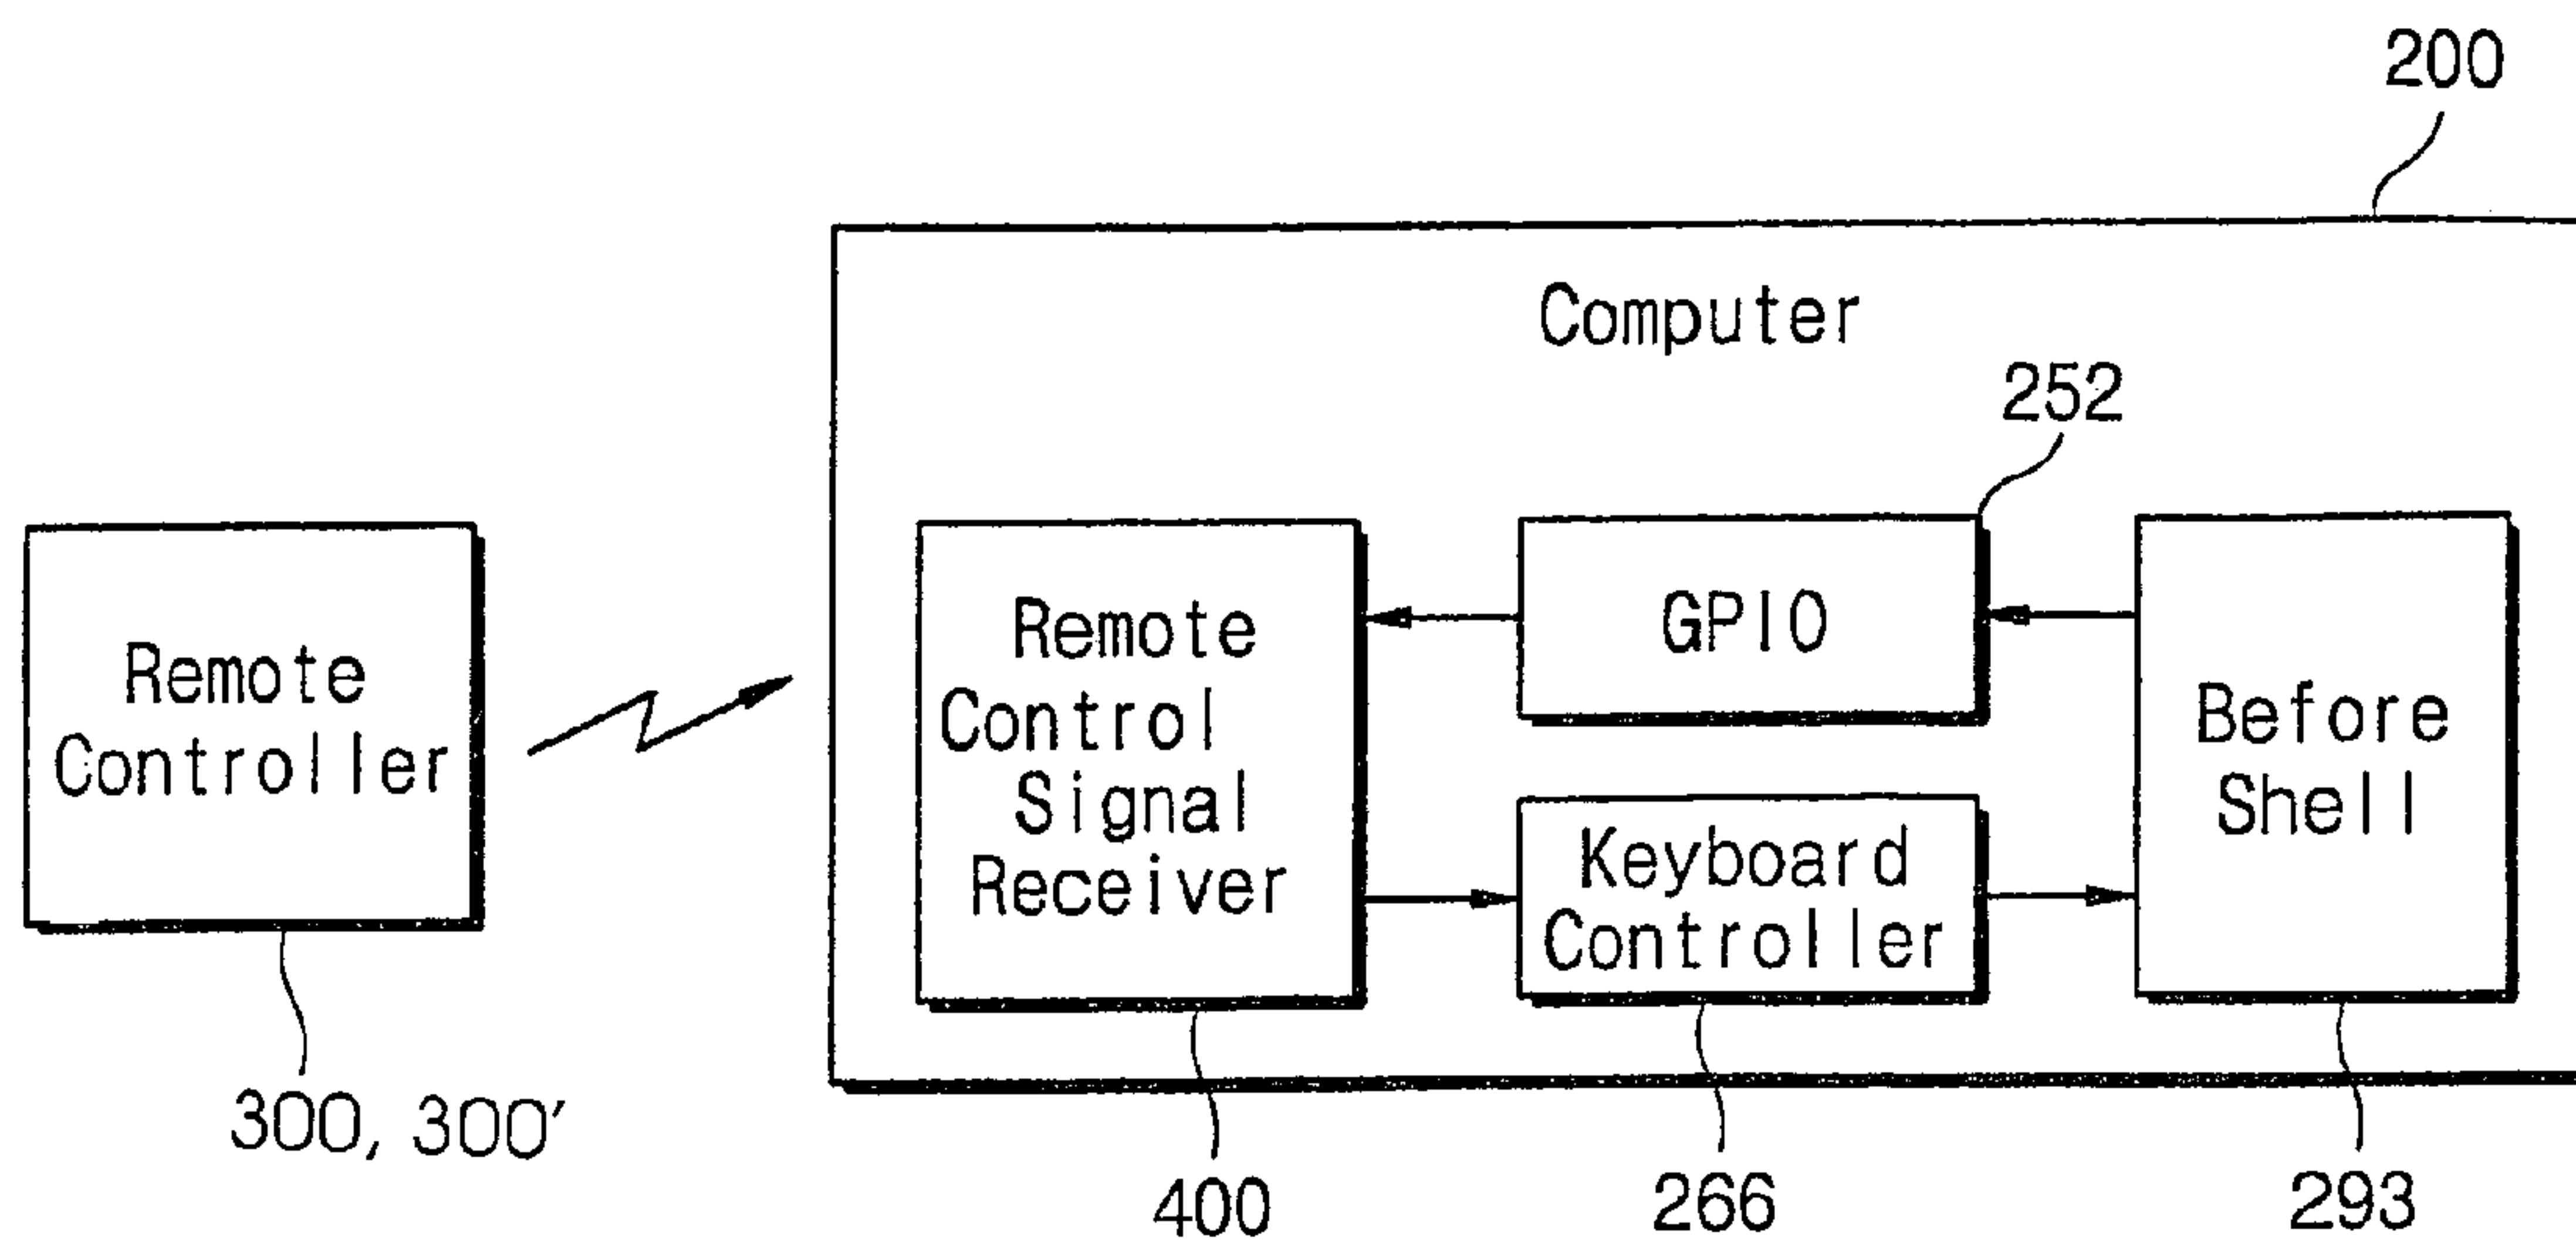 200
Computer
252
Remote
Controller
Remote
Control
Signal
Receiver
GPIO
Keyboard
Controller
Before
Shell
300, 300′
400
266
293